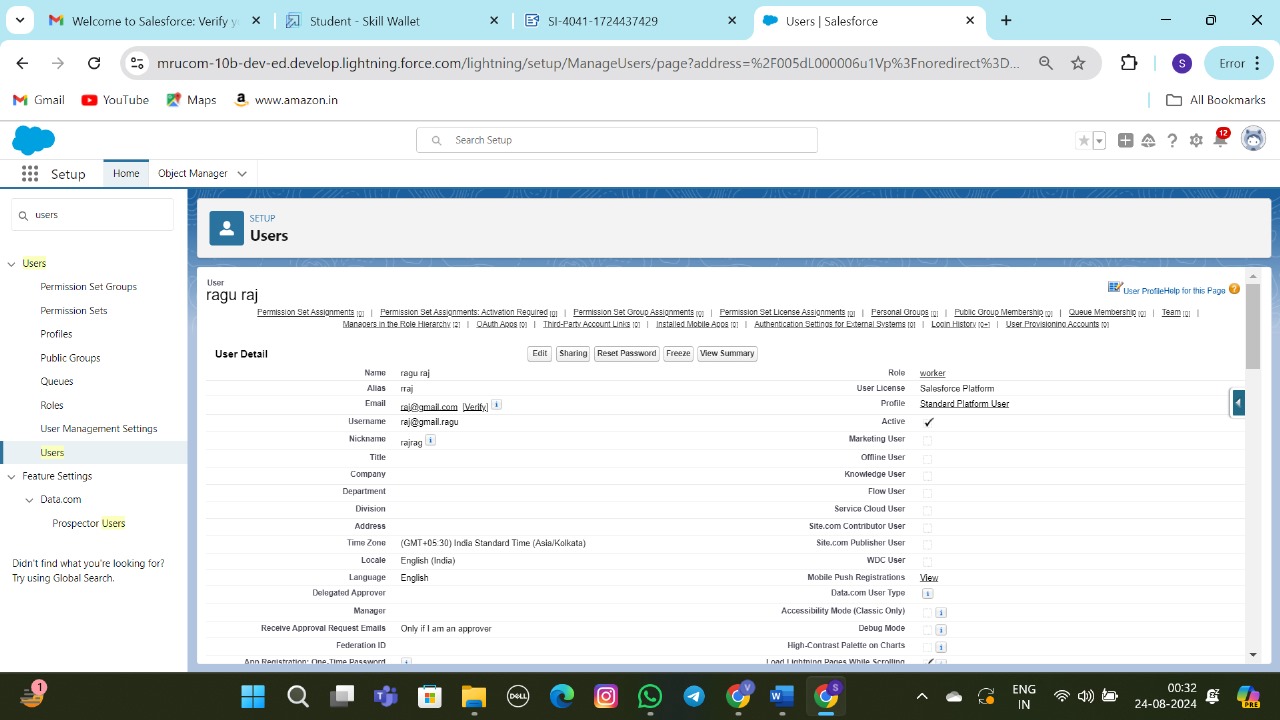 Welcome to Salesforce: Verify y
Student - Skill Wallet
SI-4041-1724437429
Users | Salesforce
mrucom-10b-dev-ed.develop.lightning.force.com/lightning/setup/ManageUsers/page?address=%2F005dL000006u1Vp%3Fnoredirect%3D...
S
Error
Gmail
YouTube
Maps
www.amazon.in
All Bookmarks
Search Setup
12
Setup
Home
Object Manager
users
SETUP
Users
Users
Permission Set Groups
Permission Sets
Profiles
Public Groups
Queues
Roles
User Management Settings
Users
Feature Settings
Data.com
Prospector Users
Didn't find what you're looking for?
Try using Global Search.
User
ragu raj
User Profile Help for this Page
Permission Set Assignments [0] | Permission Set Assignments: Activation Required [0] | Permission Set Group Assignments [0] | Permission Set License Assignments [0] | Personal Groups [0] | Public Group Membership [0] | Queue Membership [0] | Team [0] |
Managers in the Role Hierarchy [2] | OAuth Apps [0] | Third-Party Account Links [0] | Installed Mobile Apps [0] | Authentication Settings for External Systems [0] | Login History [0+] | User Provisioning Accounts [0]
User Detail
Edit Sharing Reset Password Freeze View Summary
Name ragu raj Role worker
Alias rraj User License Salesforce Platform
Email raj@gmail.com [Verify] i Profile Standard Platform User
Username raj@gmail.ragu Active ✓
Nickname rajrag i Marketing User
Title Offline User
Company Knowledge User
Department Flow User
Division Service Cloud User
Address Site.com Contributor User
Time Zone (GMT+05:30) India Standard Time (Asia/Kolkata) Site.com Publisher User
Locale English (India) WDC User
Language English Mobile Push Registrations View
Delegated Approver Data.com User Type i
Manager Accessibility Mode (Classic Only) i
Receive Approval Request Emails Only if I am an approver Debug Mode i
Federation ID High-Contrast Palette on Charts i
App Registration: One-Time Password i Load Lightning Pages While Scrolling ✓ i
1
DELL
V
W
S
ENG
IN
00:32
24-08-2024
PRE